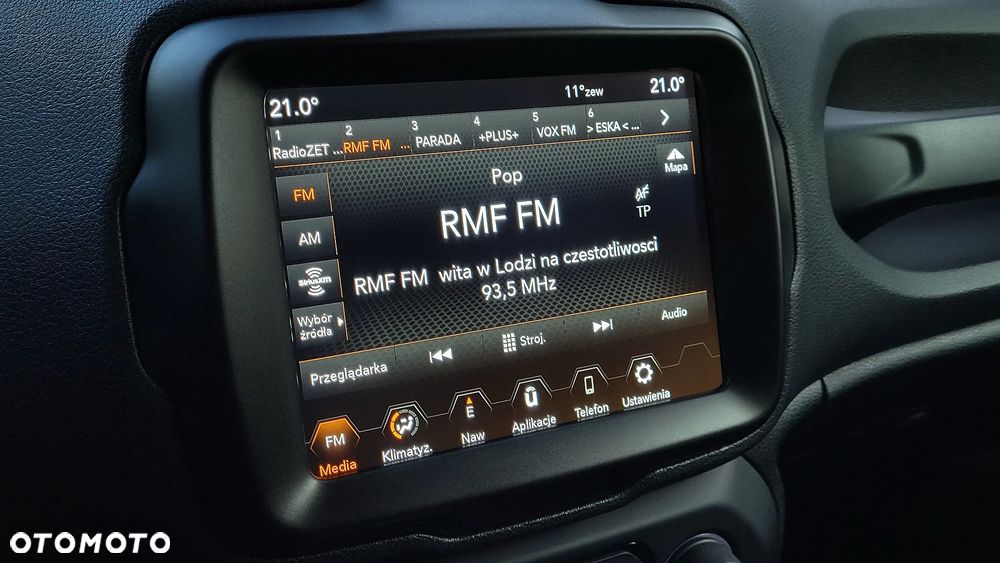 21.0° 11°zew 21.0°
1 2 3 4 5 6
RadioZET ... RMF FM ... PARADA +PLUS+ VOX FM > ESKA < ...
Mapa
Pop
FM
AF
TP
RMF FM
AM
siriusxm
RMF FM wita w Lodzi na czestotliwosci
93,5 MHz
Wybór
źródła
Przeglądarka Stroj. Audio
FM E u
Media Klimatyz. Naw Aplikacje Telefon Ustawienia
OTOMOTO